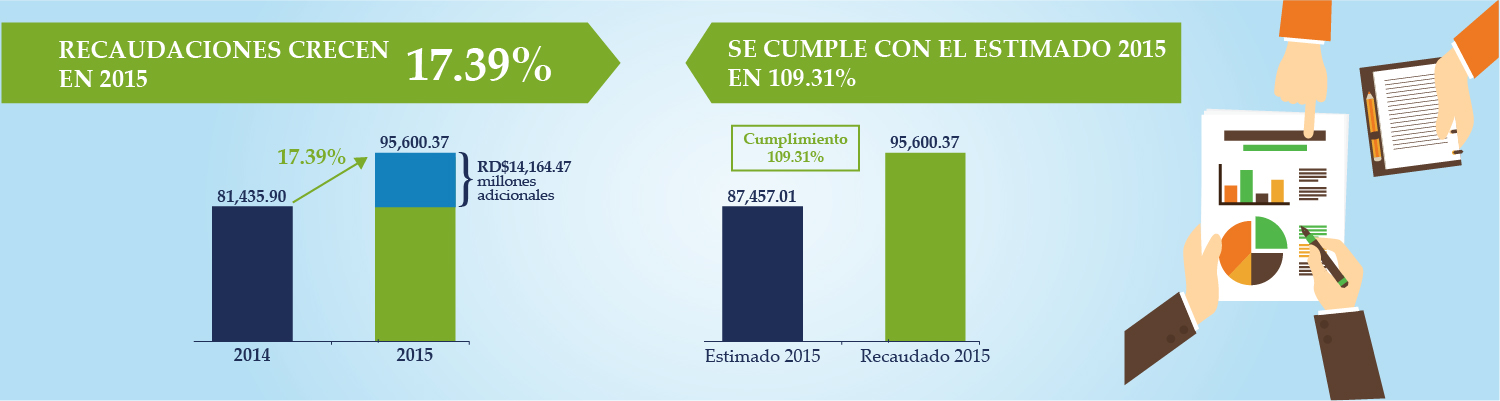 RECAUDACIONES CRECEN
EN 2015
17.39%
95,600.37
17.39%
RD$14,164.47
millones
adicionales
81,435.90
2014
2015
SE CUMPLE CON EL ESTIMADO 2015
EN 109.31%
Cumplimiento
109.31%
95,600.37
87,457.01
Estimado 2015
Recaudado 2015